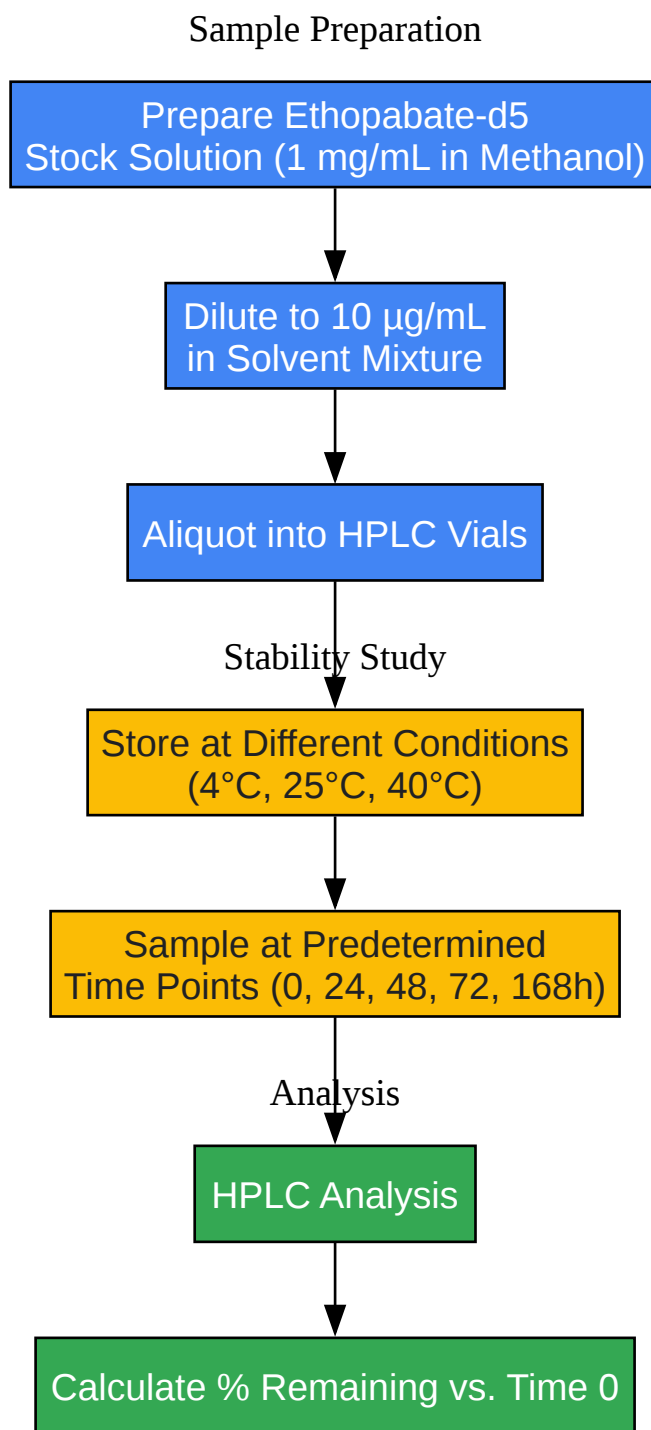 Sample Preparation
Prepare Ethopabate-d5
Stock Solution (1 mg/mL in Methanol)
Dilute to 10 µg/mL
in Solvent Mixture
Aliquot into HPLC Vials
Stability Study
Store at Different Conditions
(4°C, 25°C, 40°C)
Sample at Predetermined
Time Points (0, 24, 48, 72, 168h)
Analysis
HPLC Analysis
Calculate % Remaining vs. Time 0